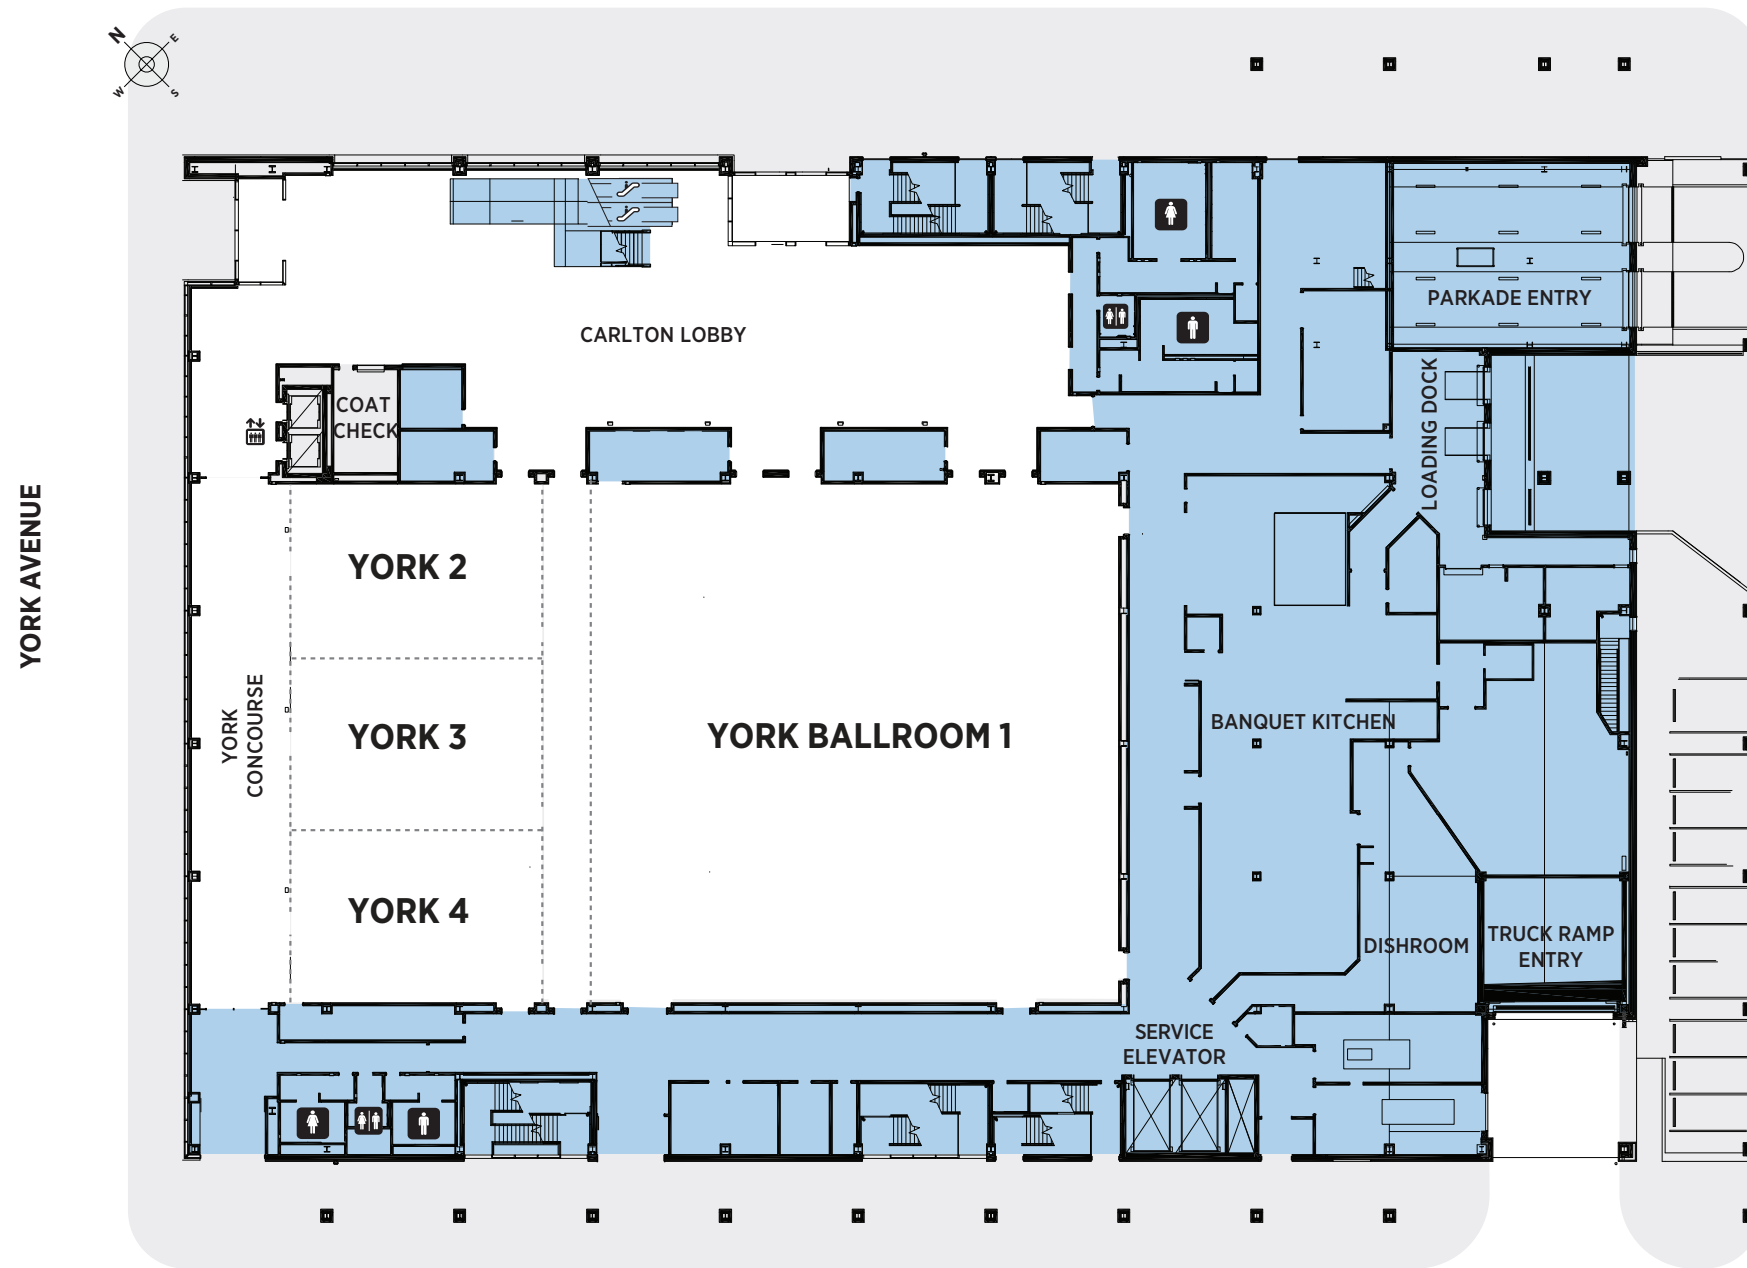 N
E
W
S
PARKADE ENTRY
CARLTON LOBBY
LOADING DOCK
COAT
CHECK
YORK AVENUE
YORK 2
YORK
CONCOURSE
YORK 3
YORK BALLROOM 1
BANQUET KITCHEN
YORK 4
DISHROOM
TRUCK RAMP
ENTRY
SERVICE
ELEVATOR